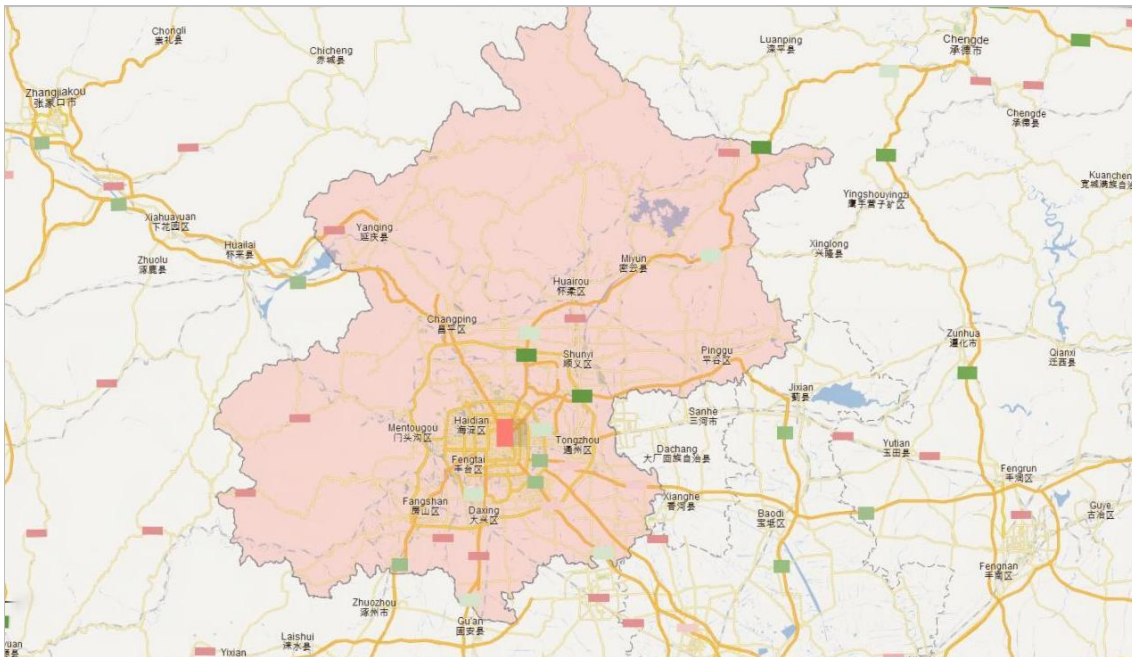 Chongli
崇礼县
Chicheng
赤城县
Luanping
滦平县
Chengde
承德市
Zhangjiakou
张家口市
Chengde
承德县
Kuanchen
宽城满族自治
Yingshouyingzi
鹰手营子矿区
Xiahuayuan
下花园区
Yanqing
延庆县
Huailai
怀来县
Xinglong
兴隆县
Zhuolu
涿鹿县
Miyun
密云县
Huairou
怀柔区
Changping
昌平区
Zunhua
遵化市
Shunyi
顺义区
Pinggu
平谷区
Qianxi
迁西县
Jixian
蓟县
Sanhe
三河市
Haidian
海淀区
Mentougou
门头沟区
Tongzhou
通州区
Dachang
大厂回族自治县
Yutian
玉田县
Fengtai
丰台区
Fengrun
丰润区
Fangshan
房山区
Daxing
大兴区
Xianghe
香河县
Baodi
宝坻区
Guye
古冶区
Fengnan
丰南区
Zhuozhou
涿州市
Gu'an
固安县
Laishui
涞水县
Yixian
yuan